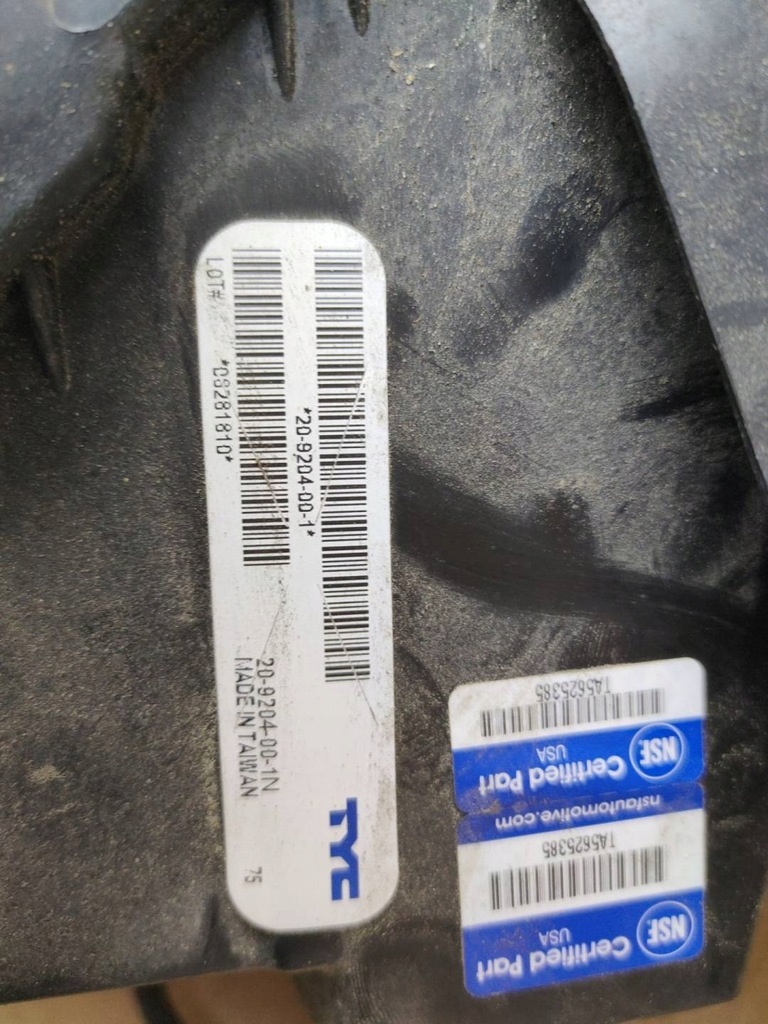 *20-9204-00-1*
LOT# *08281810*
20-9204-00-1N
MADE IN TAIWAN
75
TYC
NSF Certified Part
USA
TA5625385
nsfautomotive.com
NSF Certified Part
USA
TA5625385